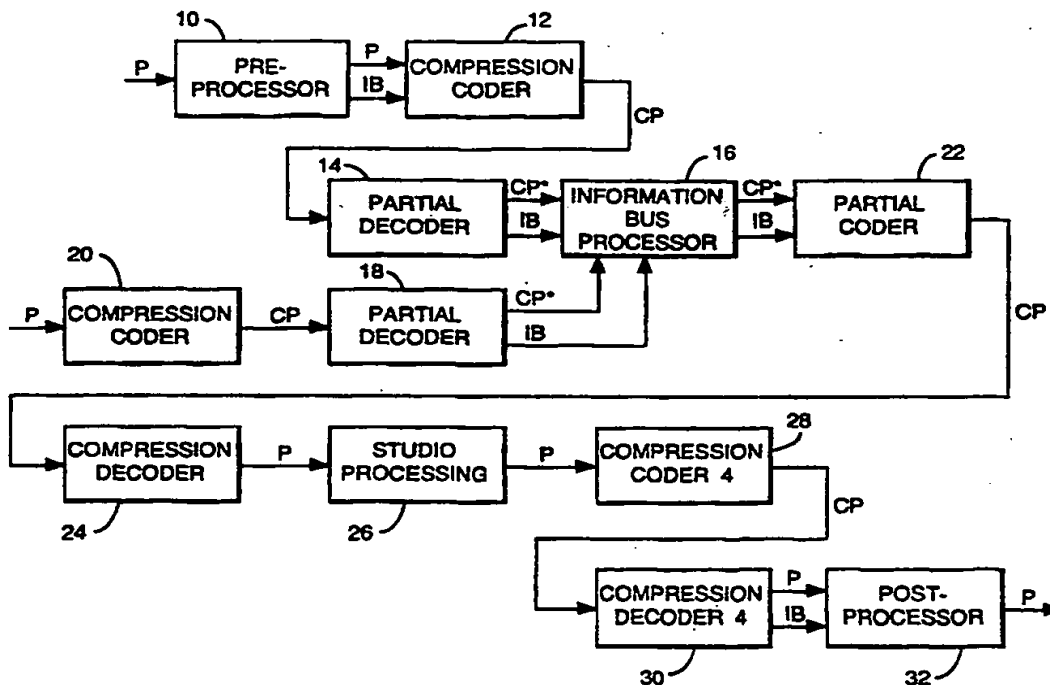 10
12
P
PRE-
PROCESSOR
P
IB
COMPRESSION
CODER
CP
14
16
22
PARTIAL
DECODER
CP*
IB
INFORMATION
BUS
PROCESSOR
CP*
IB
PARTIAL
CODER
20
18
P
COMPRESSION
CODER
CP
PARTIAL
DECODER
CP*
IB
CP
COMPRESSION
DECODER
P
STUDIO
PROCESSING
P
COMPRESSION
CODER 4
28
24
26
CP
COMPRESSION
DECODER 4
P
IB
POST-
PROCESSOR
P
30
32